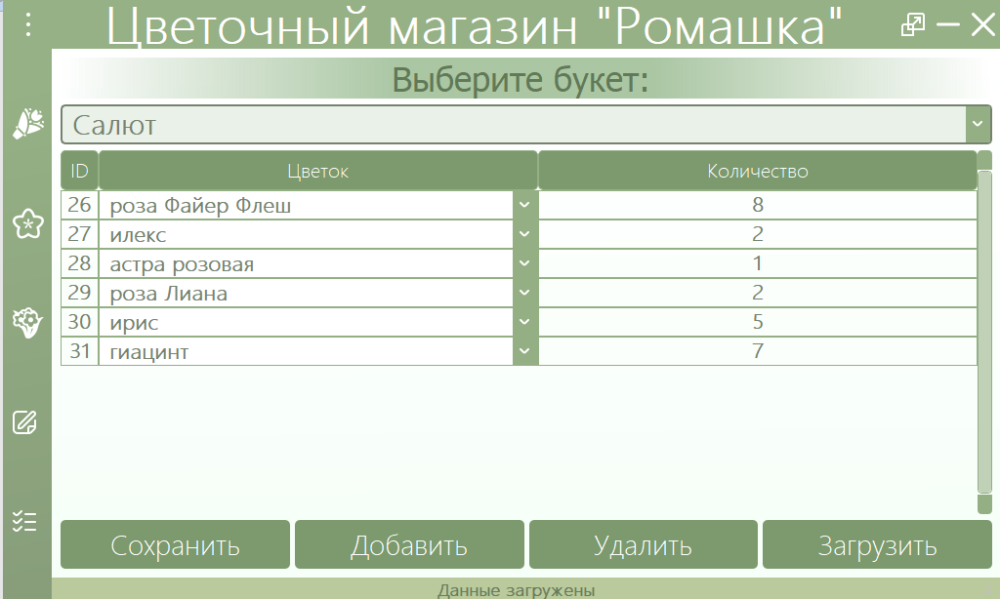 Цветочный магазин "Ромашка"
Выберите букет:
Салют
ID Цветок Количество
26 роза Файер Флеш 8
27 илекс 2
28 астра розовая 1
29 роза Лиана 2
30 ирис 5
31 гиацинт 7
Сохранить Добавить Удалить Загрузить
Данные загружены